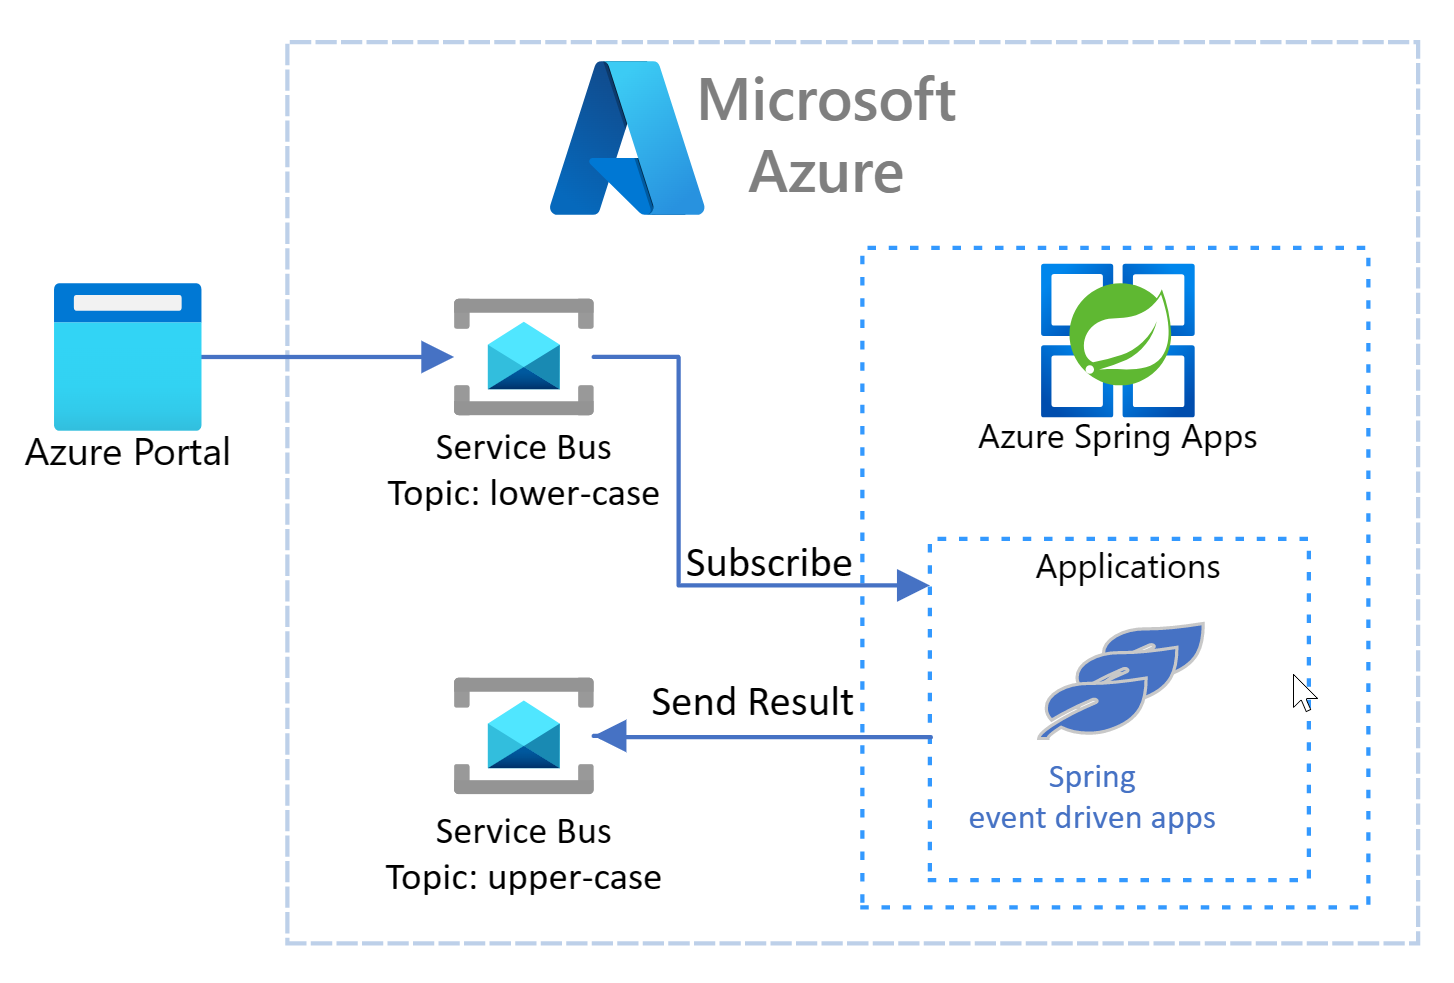 Microsoft
Azure
Azure Portal
Service Bus
Topic: lower-case
Azure Spring Apps
Subscribe
Applications
Send Result
Spring
event driven apps
Service Bus
Topic: upper-case